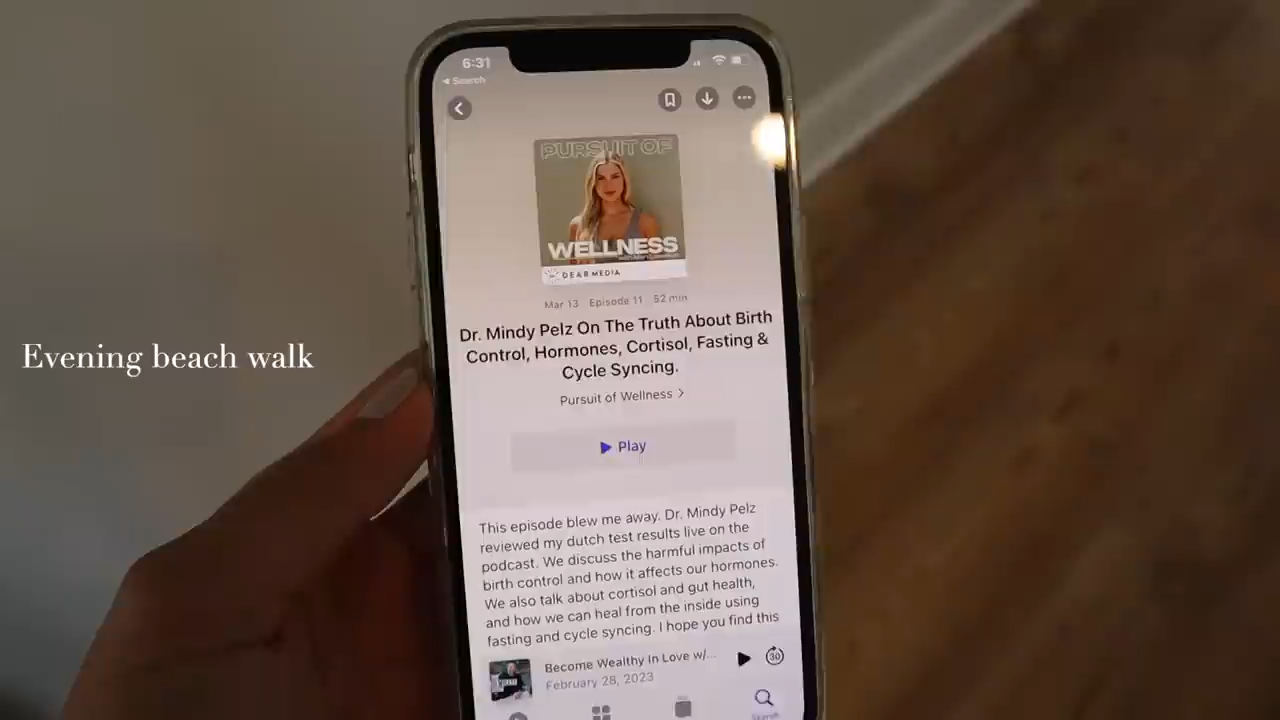 6:31
Search
PURSUIT OF
WELLNESS
DEAR MEDIA
Mar 13 Episode 11 52 min
Dr. Mindy Pelz On The Truth About Birth
Control, Hormones, Cortisol, Fasting &
Cycle Syncing.
Pursuit of Wellness
Play
Evening beach walk
This episode blew me away. Dr. Mindy Pelz
reviewed my dutch test results live on the
podcast. We discuss the harmful impacts of
birth control and how it affects our hormones.
We also talk about cortisol and gut health,
and how we can heal from the inside using
fasting and cycle syncing. I hope you find this
Become Wealthy In Love w/...
February 28, 2023
30
Search